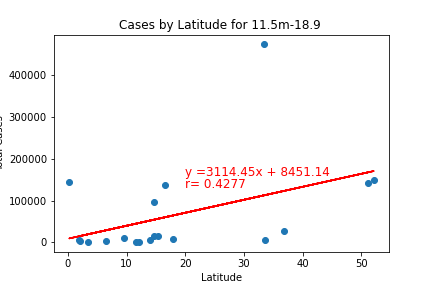 Cases by Latitude for 11.5m-18.9
400000
300000
200000
100000
0
y =3114.45x + 8451.14
r= 0.4277
0 10 20 30 40 50
Latitude